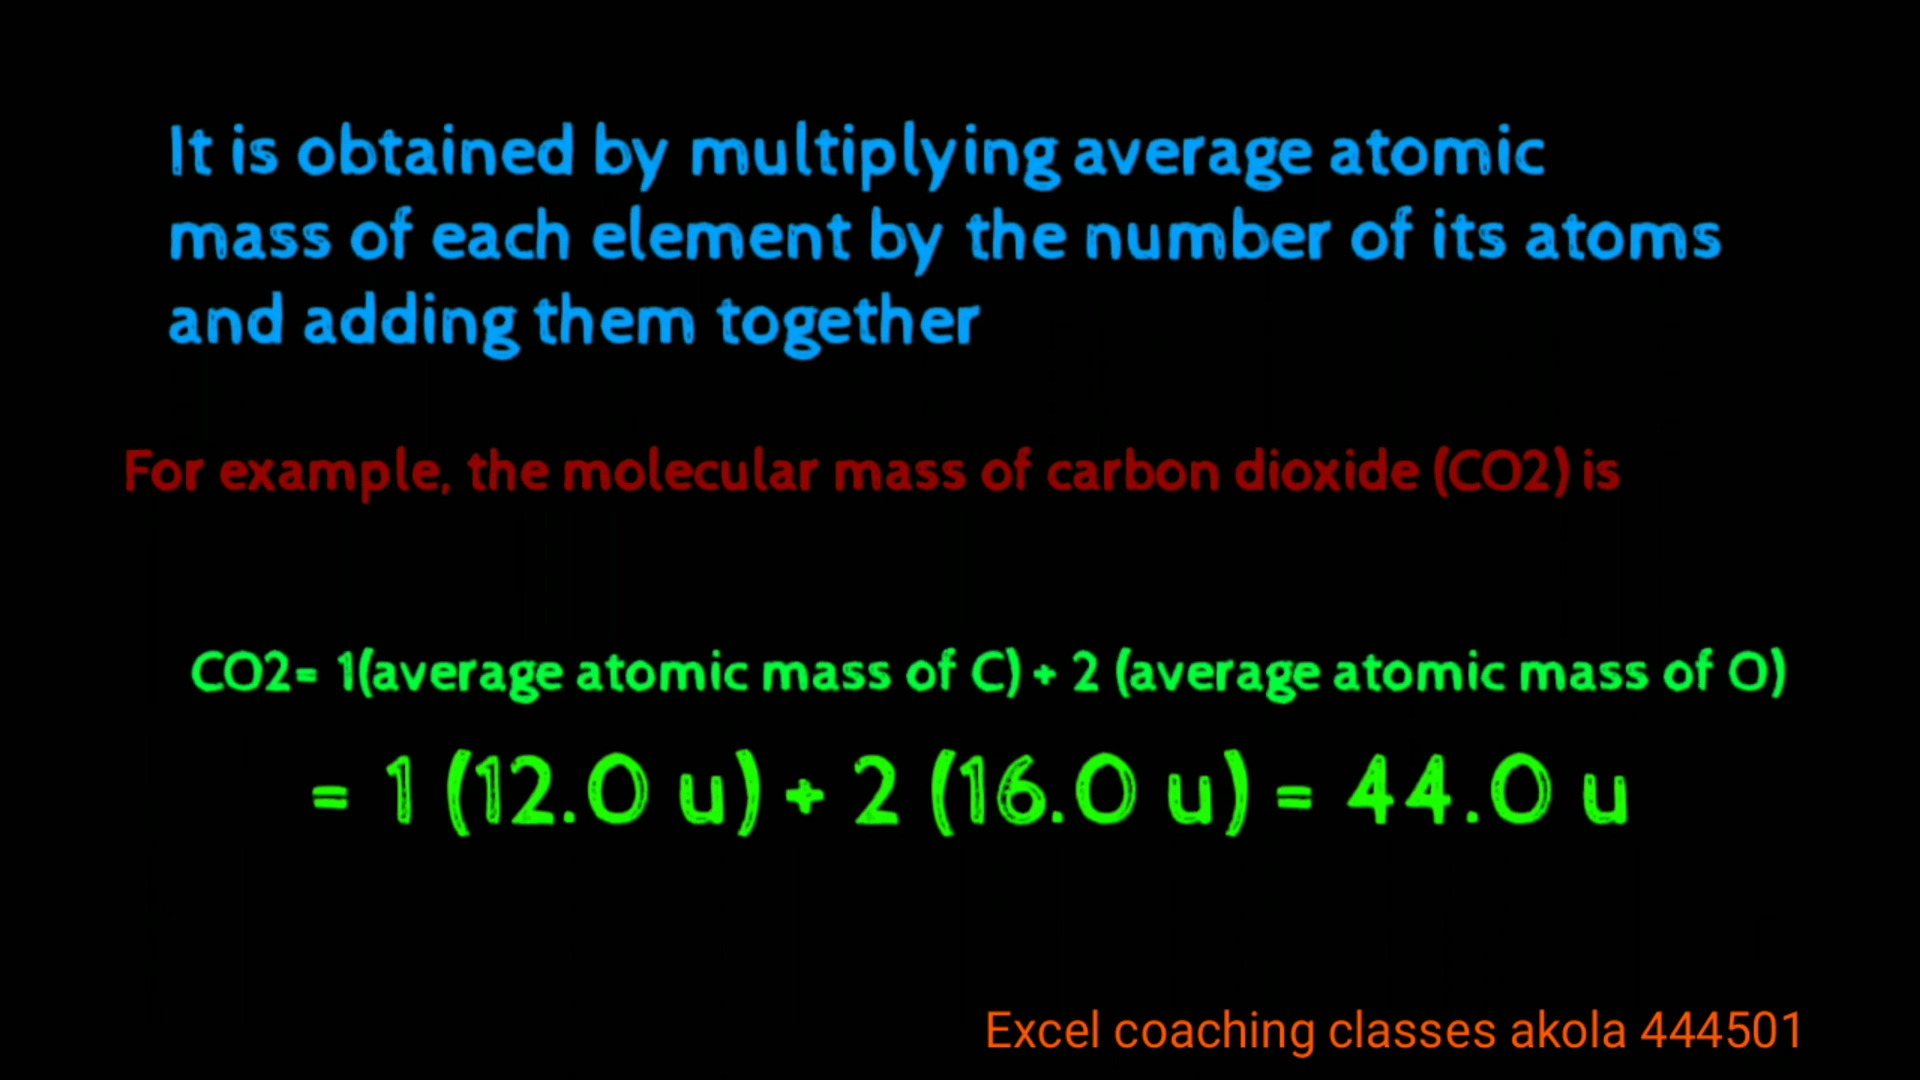 It is obtained by multiplying average atomic
mass of each element by the number of its atoms
and adding them together
For example, the molecular mass of carbon dioxide (CO2) is
CO2= 1(average atomic mass of C) + 2 (average atomic mass of O)
= 1 (12.0 u) + 2 (16.0 u) = 44.0 u
Excel coaching classes akola 444501